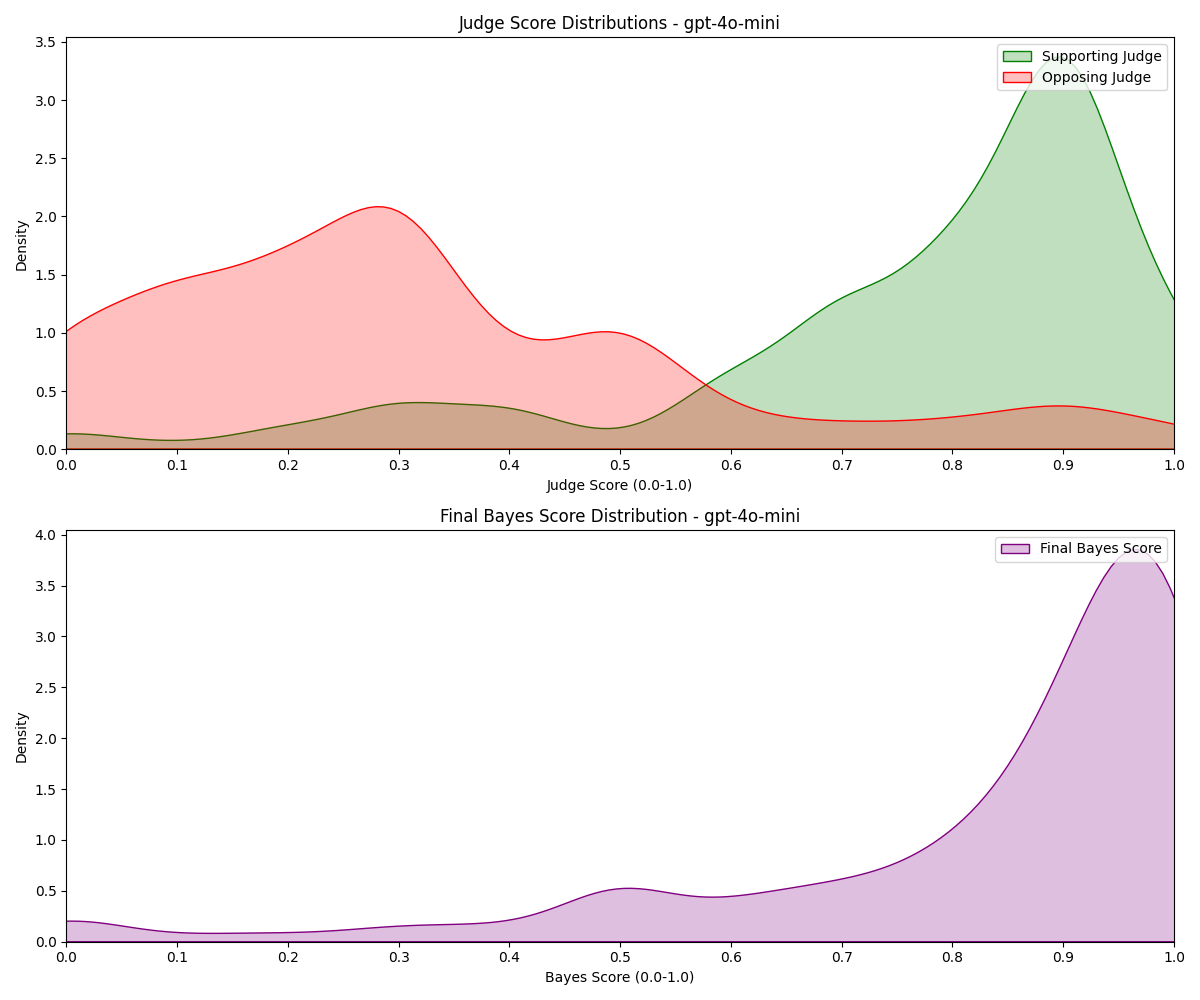 Judge Score Distributions - gpt-4o-mini
Supporting Judge
Opposing Judge
3.5
3.0
2.5
2.0
1.5
1.0
0.5
0.0
Density
0.0 0.1 0.2 0.3 0.4 0.5 0.6 0.7 0.8 0.9 1.0
Judge Score (0.0-1.0)
Final Bayes Score Distribution - gpt-4o-mini
Final Bayes Score
4.0
3.5
3.0
2.5
2.0
1.5
1.0
0.5
0.0
Density
0.0 0.1 0.2 0.3 0.4 0.5 0.6 0.7 0.8 0.9 1.0
Bayes Score (0.0-1.0)